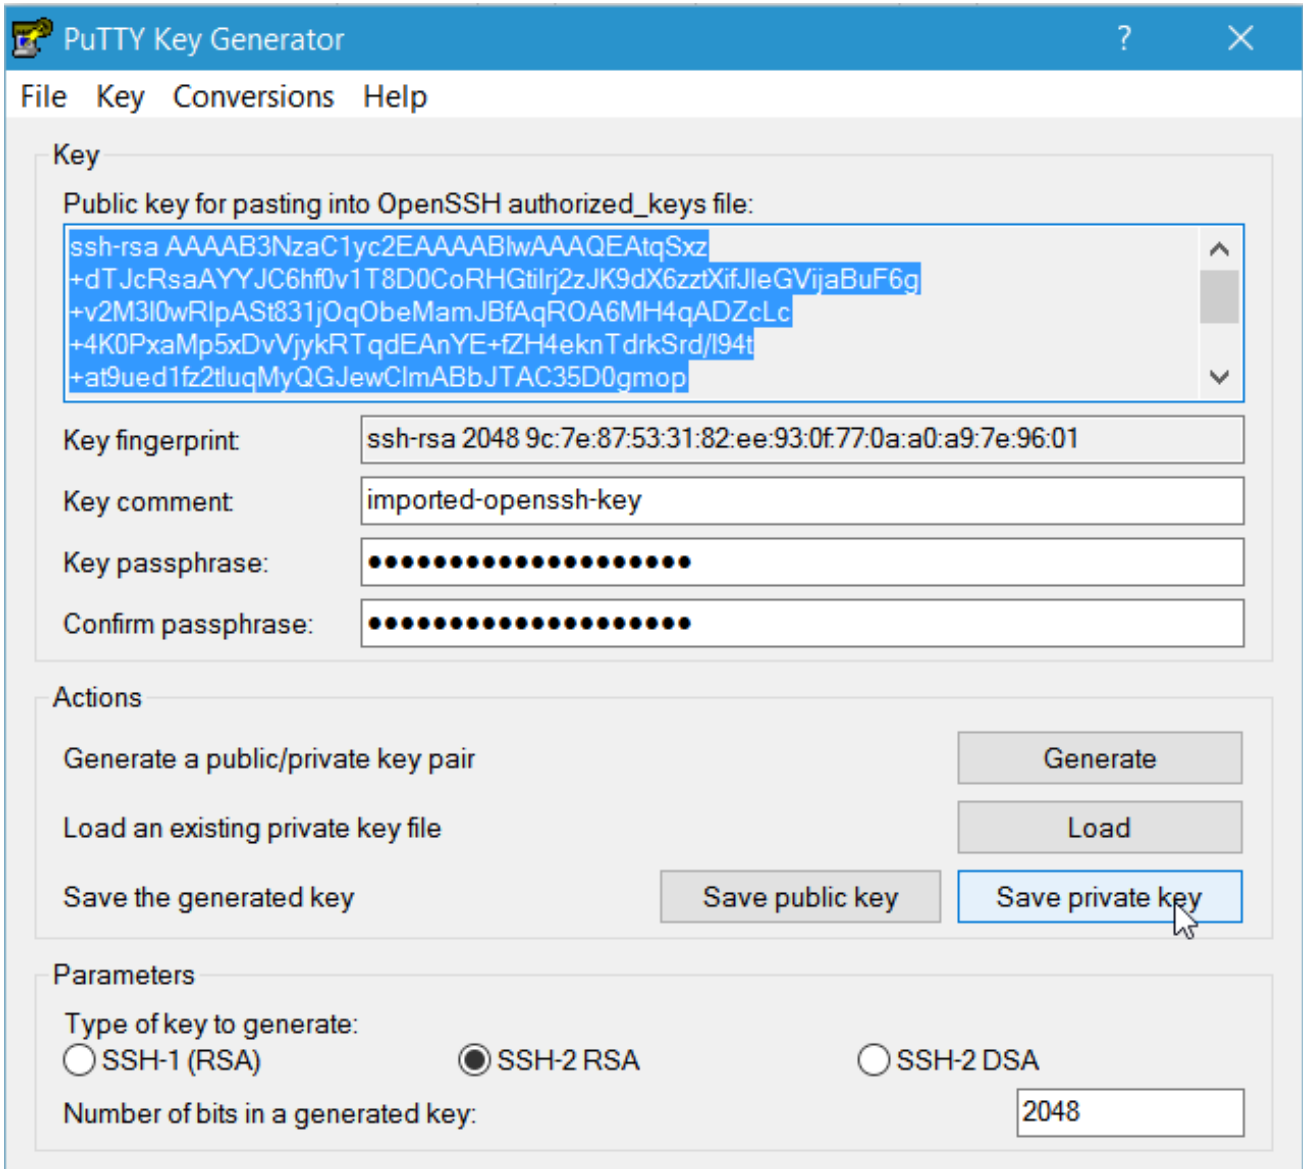 PuTTY Key Generator
File Key Conversions Help
Key
Public key for pasting into OpenSSH authorized_keys file:
ssh-rsa AAAAB3NzaC1yc2EAAAABIwAAAQEAtqSxz
+dTJcRsaAYYJC6hf0v1T8D0CoRHGtiIrj2zJK9dX6zztXifJIeGVijaBuF6g
+v2M3I0wRIpASt831jOqObeMamJBfAqROA6MH4qADZcLc
+4K0PxaMp5xDvVjykRTqdEAnYE+fZH4eknTdrkSrd/I94t
+at9ued1fz2tIuqMyQGJewCImABbJTAC35D0gmop
Key fingerprint: ssh-rsa 2048 9c:7e:87:53:31:82:ee:93:0f:77:0a:a0:a9:7e:96:01
Key comment: imported-openssh-key
Key passphrase: ●●●●●●●●●●●●●●●●●●●●
Confirm passphrase: ●●●●●●●●●●●●●●●●●●●●
Actions
Generate a public/private key pair Generate
Load an existing private key file Load
Save the generated key Save public key Save private key
Parameters
Type of key to generate:
SSH-1 (RSA) SSH-2 RSA SSH-2 DSA
Number of bits in a generated key: 2048